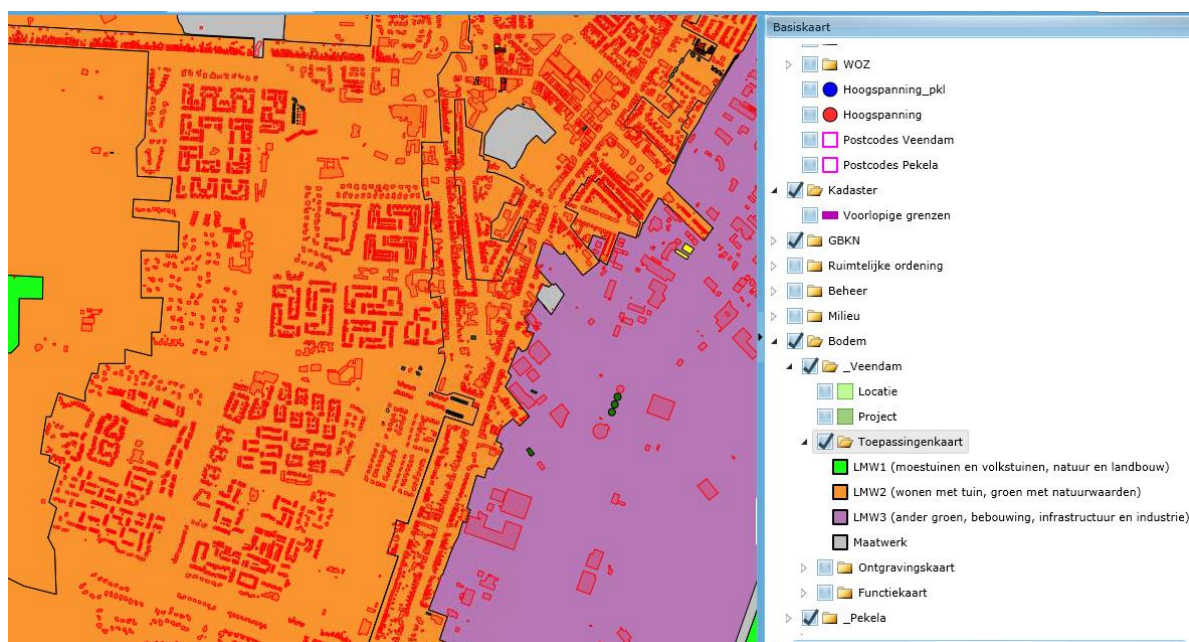 Basiskaart
WOZ
Hoogspanning_pkl
Hoogspanning
Postcodes Veendam
Postcodes Pekela
Kadaster
Voorlopige grenzen
GBKN
Ruimtelijke ordening
Beheer
Milieu
Bodem
_Veendam
Locatie
Project
Toepassingenkaart
LMW1 (moestuinen en volkstuinen, natuur en landbouw)
LMW2 (wonen met tuin, groen met natuurwaarden)
LMW3 (ander groen, bebouwing, infrastructuur en industrie)
Maatwerk
Ontgravingskaart
Functiekaart
_Pekela